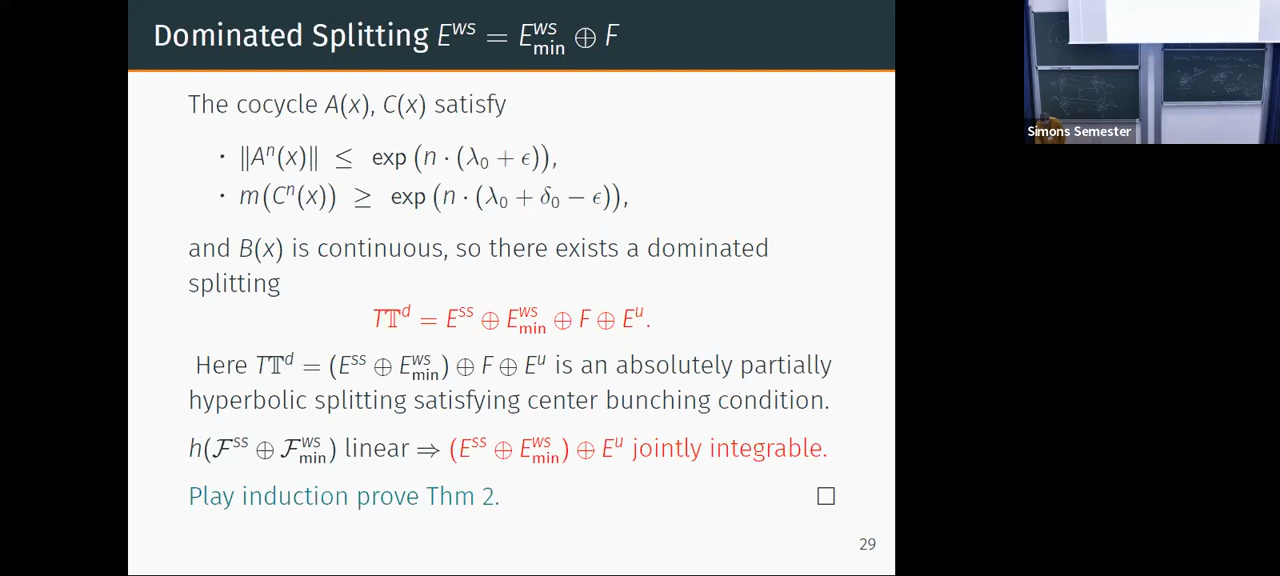 Dominated Splitting E^{ws} = E^{ws}_{min} ⊕ F
The cocycle A(x), C(x) satisfy
· ‖A^n(x)‖ ≤ exp(n · (λ_0 + ϵ)),
· m(C^n(x)) ≥ exp(n · (λ_0 + δ_0 − ϵ)),
and B(x) is continuous, so there exists a dominated
splitting
T𝕋^d = E^{ss} ⊕ E^{ws}_{min} ⊕ F ⊕ E^u.
Here T𝕋^d = (E^{ss} ⊕ E^{ws}_{min}) ⊕ F ⊕ E^u is an absolutely partially
hyperbolic splitting satisfying center bunching condition.
h(ℱ^{ss} ⊕ ℱ^{ws}_{min}) linear ⇒ (E^{ss} ⊕ E^{ws}_{min}) ⊕ E^u jointly integrable.
Play induction prove Thm 2. □
29
Simons Semester